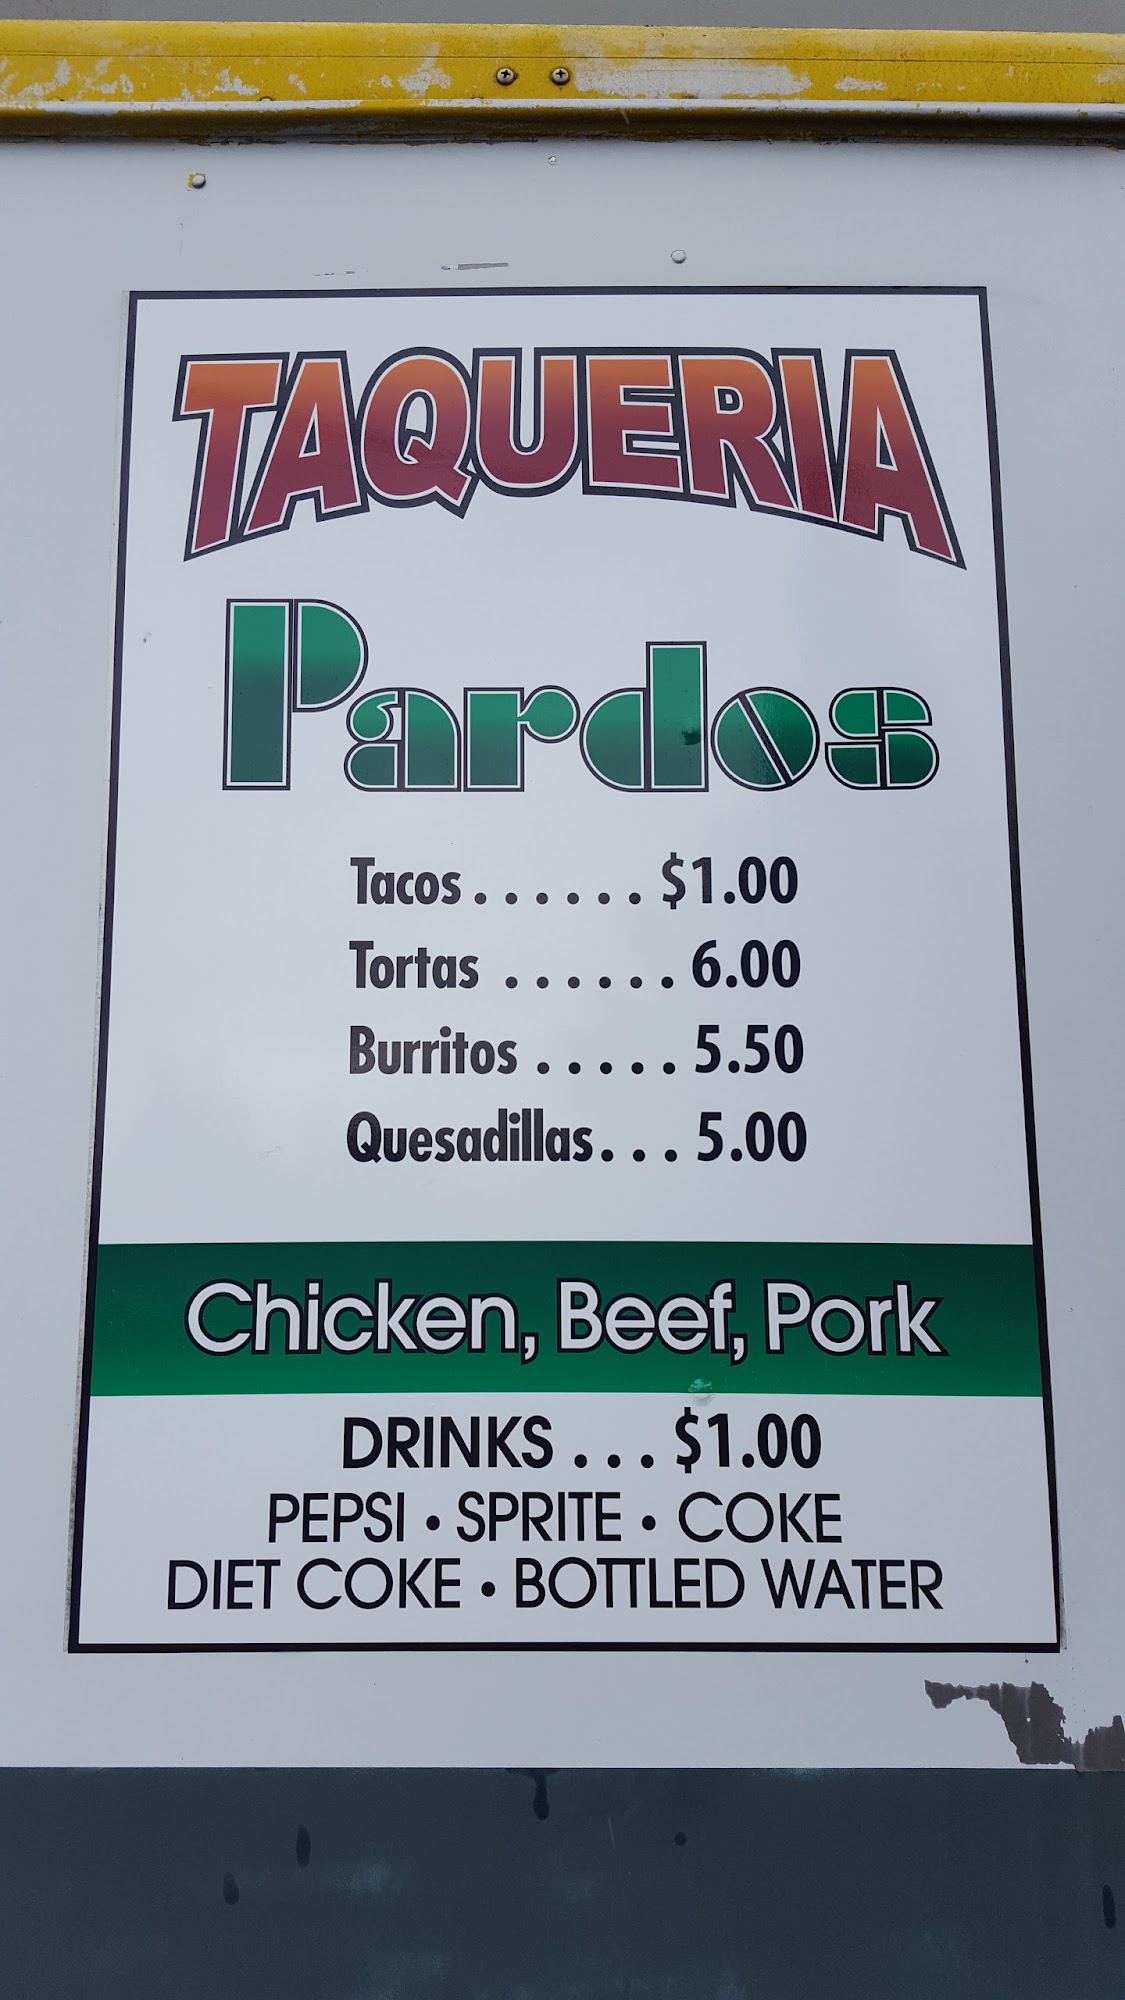 TAQUERIA
Pardos
Tacos . . . . . . $1.00
Tortas . . . . . . 6.00
Burritos . . . . . 5.50
Quesadillas. . . 5.00
Chicken, Beef, Pork
DRINKS . . . $1.00
PEPSI • SPRITE • COKE
DIET COKE • BOTTLED WATER